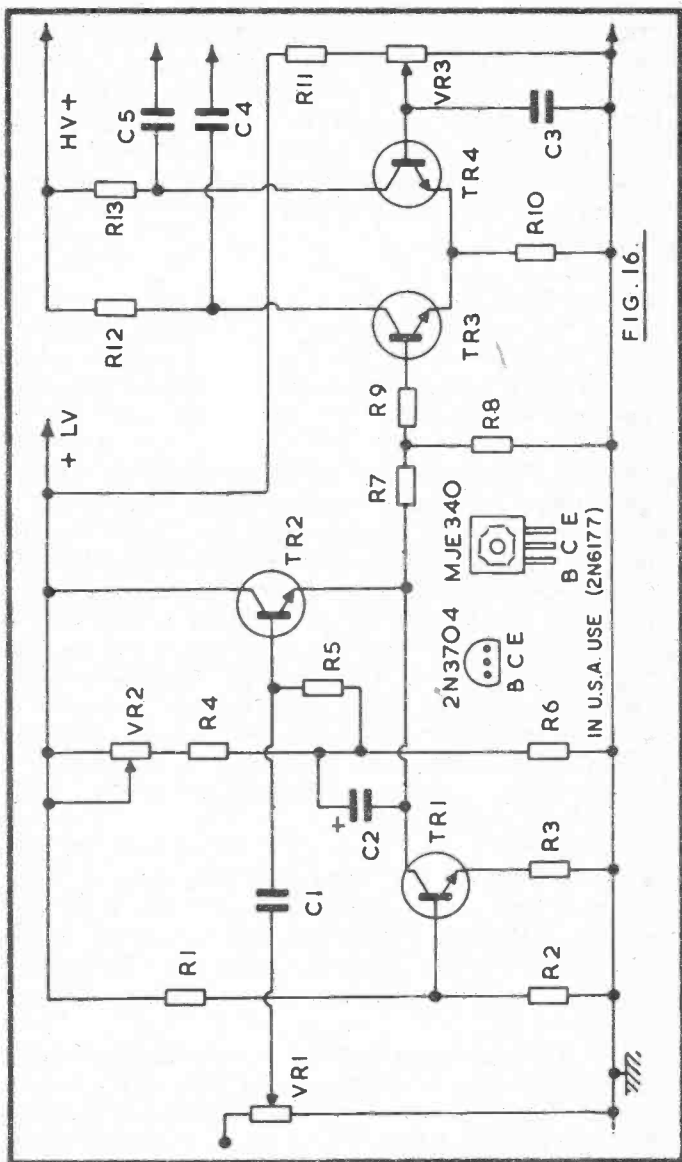 HV+
C5
C4
R13
R12
R11
VR3
C3
TR4
TR3
R10
+ LV
R9
R7
R8
TR2
VR2
R4
R5
C2
+
R6
C1
TR1
R3
R1
R2
VR1
2N3704
B C E
MJE340
B C E
IN U.S.A. USE (2N6177)
FIG. 16.